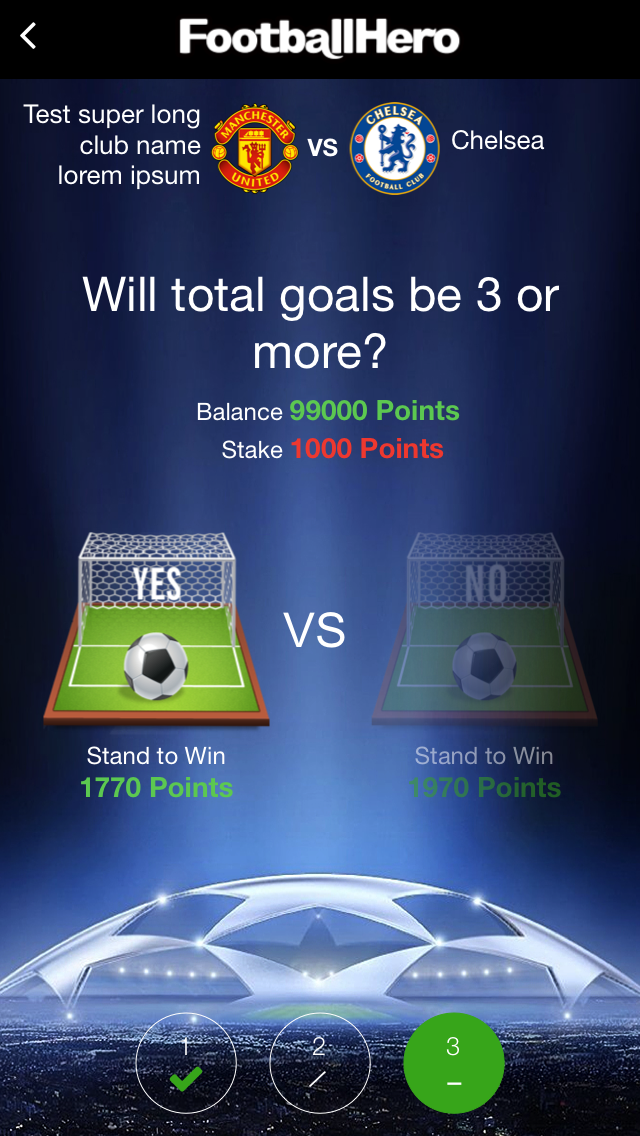 FootballHero
Test super long
club name
lorem ipsum
MANCHESTER
UNITED
VS
CHELSEA
FOOTBALL CLUB
Chelsea
Will total goals be 3 or
more?
Balance 99000 Points
Stake 1000 Points
YES
VS
NO
Stand to Win
1770 Points
Stand to Win
1970 Points
1
2
3